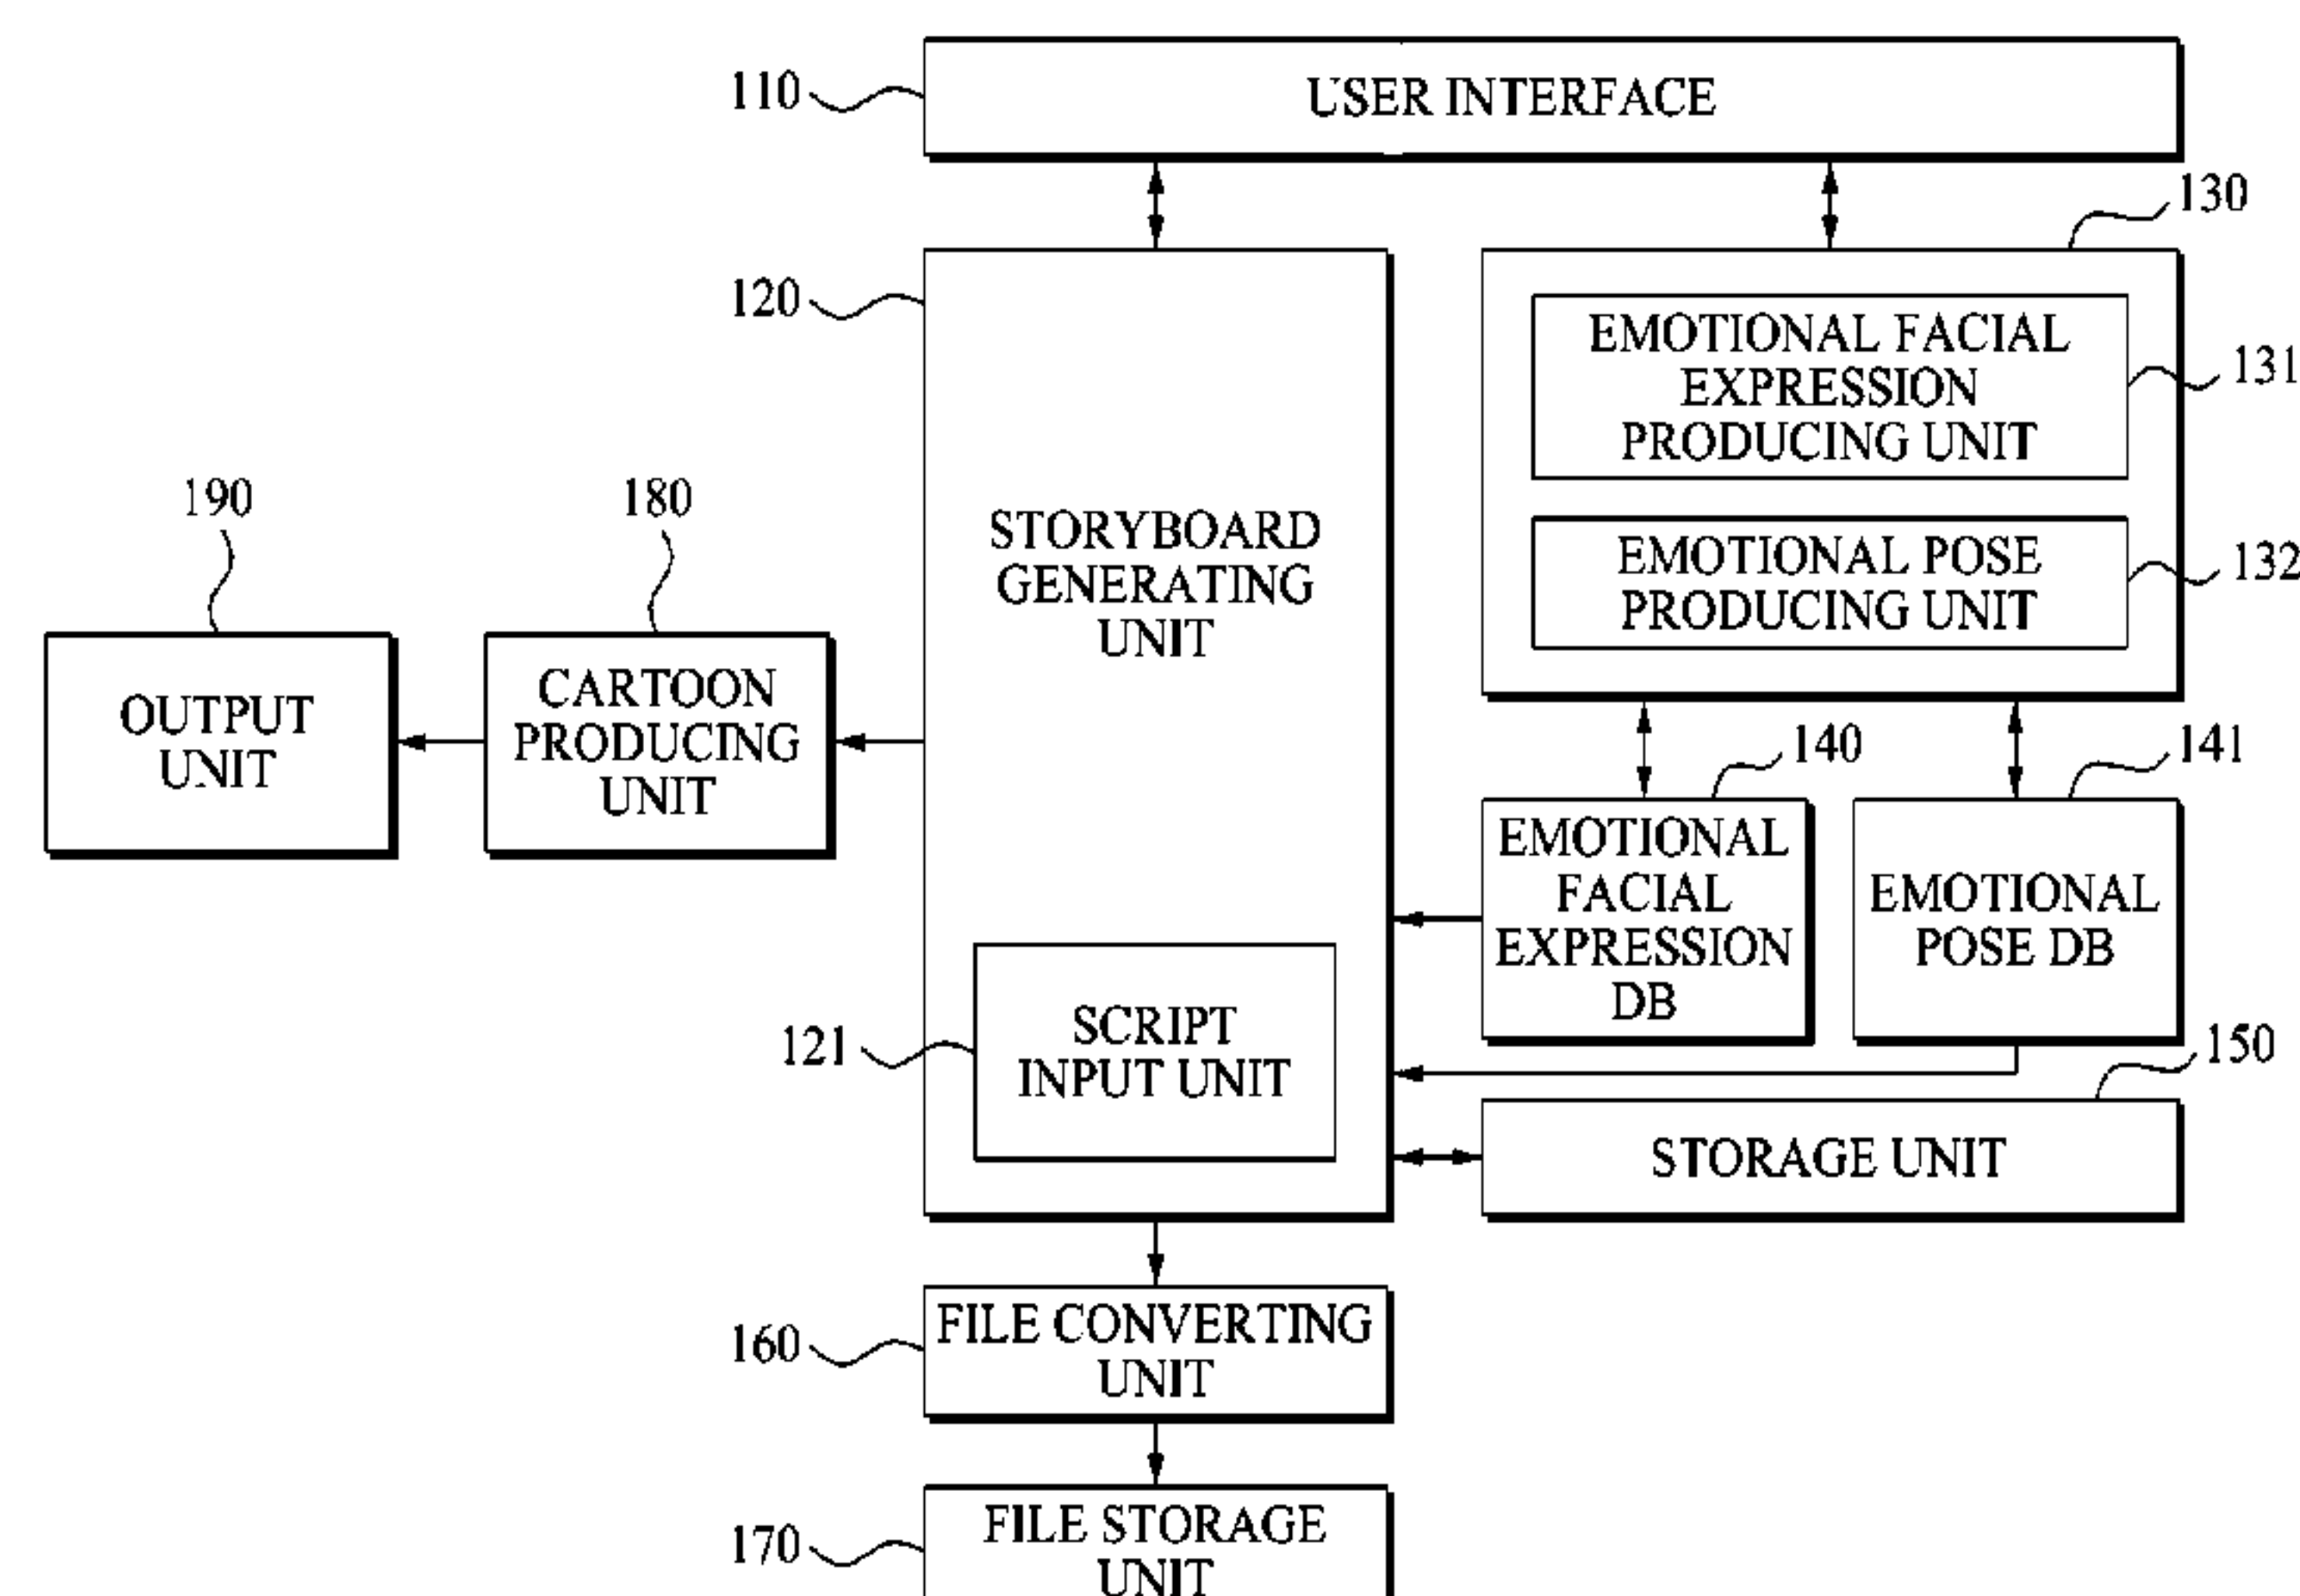 110
USER INTERFACE
130
120
EMOTIONAL FACIAL
EXPRESSION
PRODUCING UNIT
131
EMOTIONAL POSE
PRODUCING UNIT
132
190
180
STORYBOARD
GENERATING
UNIT
OUTPUT
UNIT
CARTOON
PRODUCING
UNIT
140
141
EMOTIONAL
FACIAL
EXPRESSION
DB
EMOTIONAL
POSE DB
121
SCRIPT
INPUT UNIT
150
STORAGE UNIT
160
FILE CONVERTING
UNIT
170
FILE STORAGE
UNIT